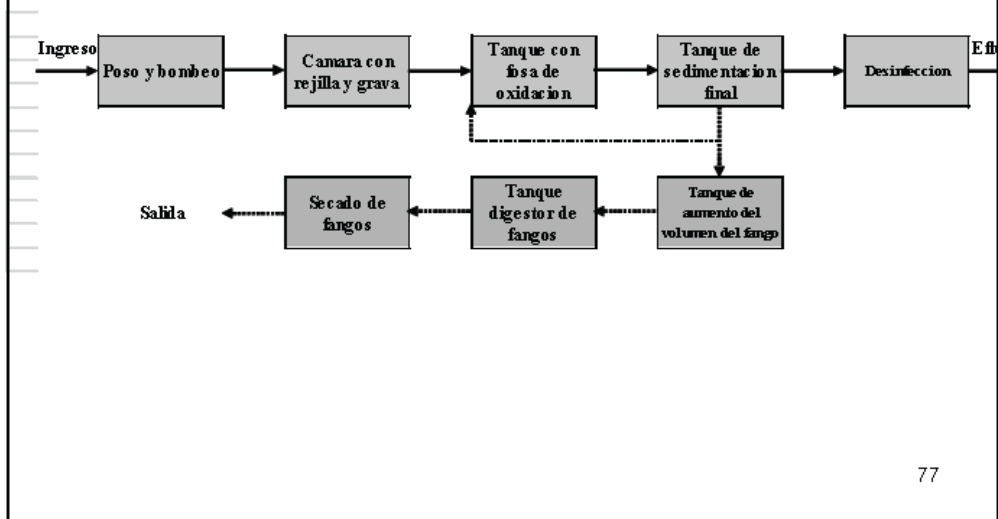 Ingreso
Poso y bombeo
Camara con
rejilla y grava
Tanque con
fosa de
oxidacion
Tanque de
sedimentacion
final
Desinfeccion
Salida
Secado de
fangos
Tanque
digestor de
fangos
Tanque de
aumento del
volumen del fango
77